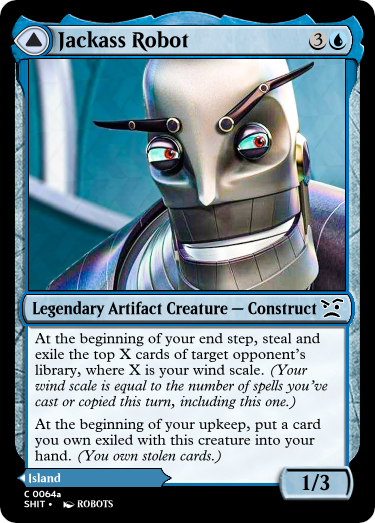 Jackass Robot
3
Legendary Artifact Creature — Construct
At the beginning of your end step, steal and
exile the top X cards of target opponent's
library, where X is your wind scale. (Your
wind scale is equal to the number of spells you've
cast or copied this turn, including this one.)
At the beginning of your upkeep, put a card
you own exiled with this creature into your
hand. (You own stolen cards.)
Island
1/3
C 0064a
SHIT • ROBOTS